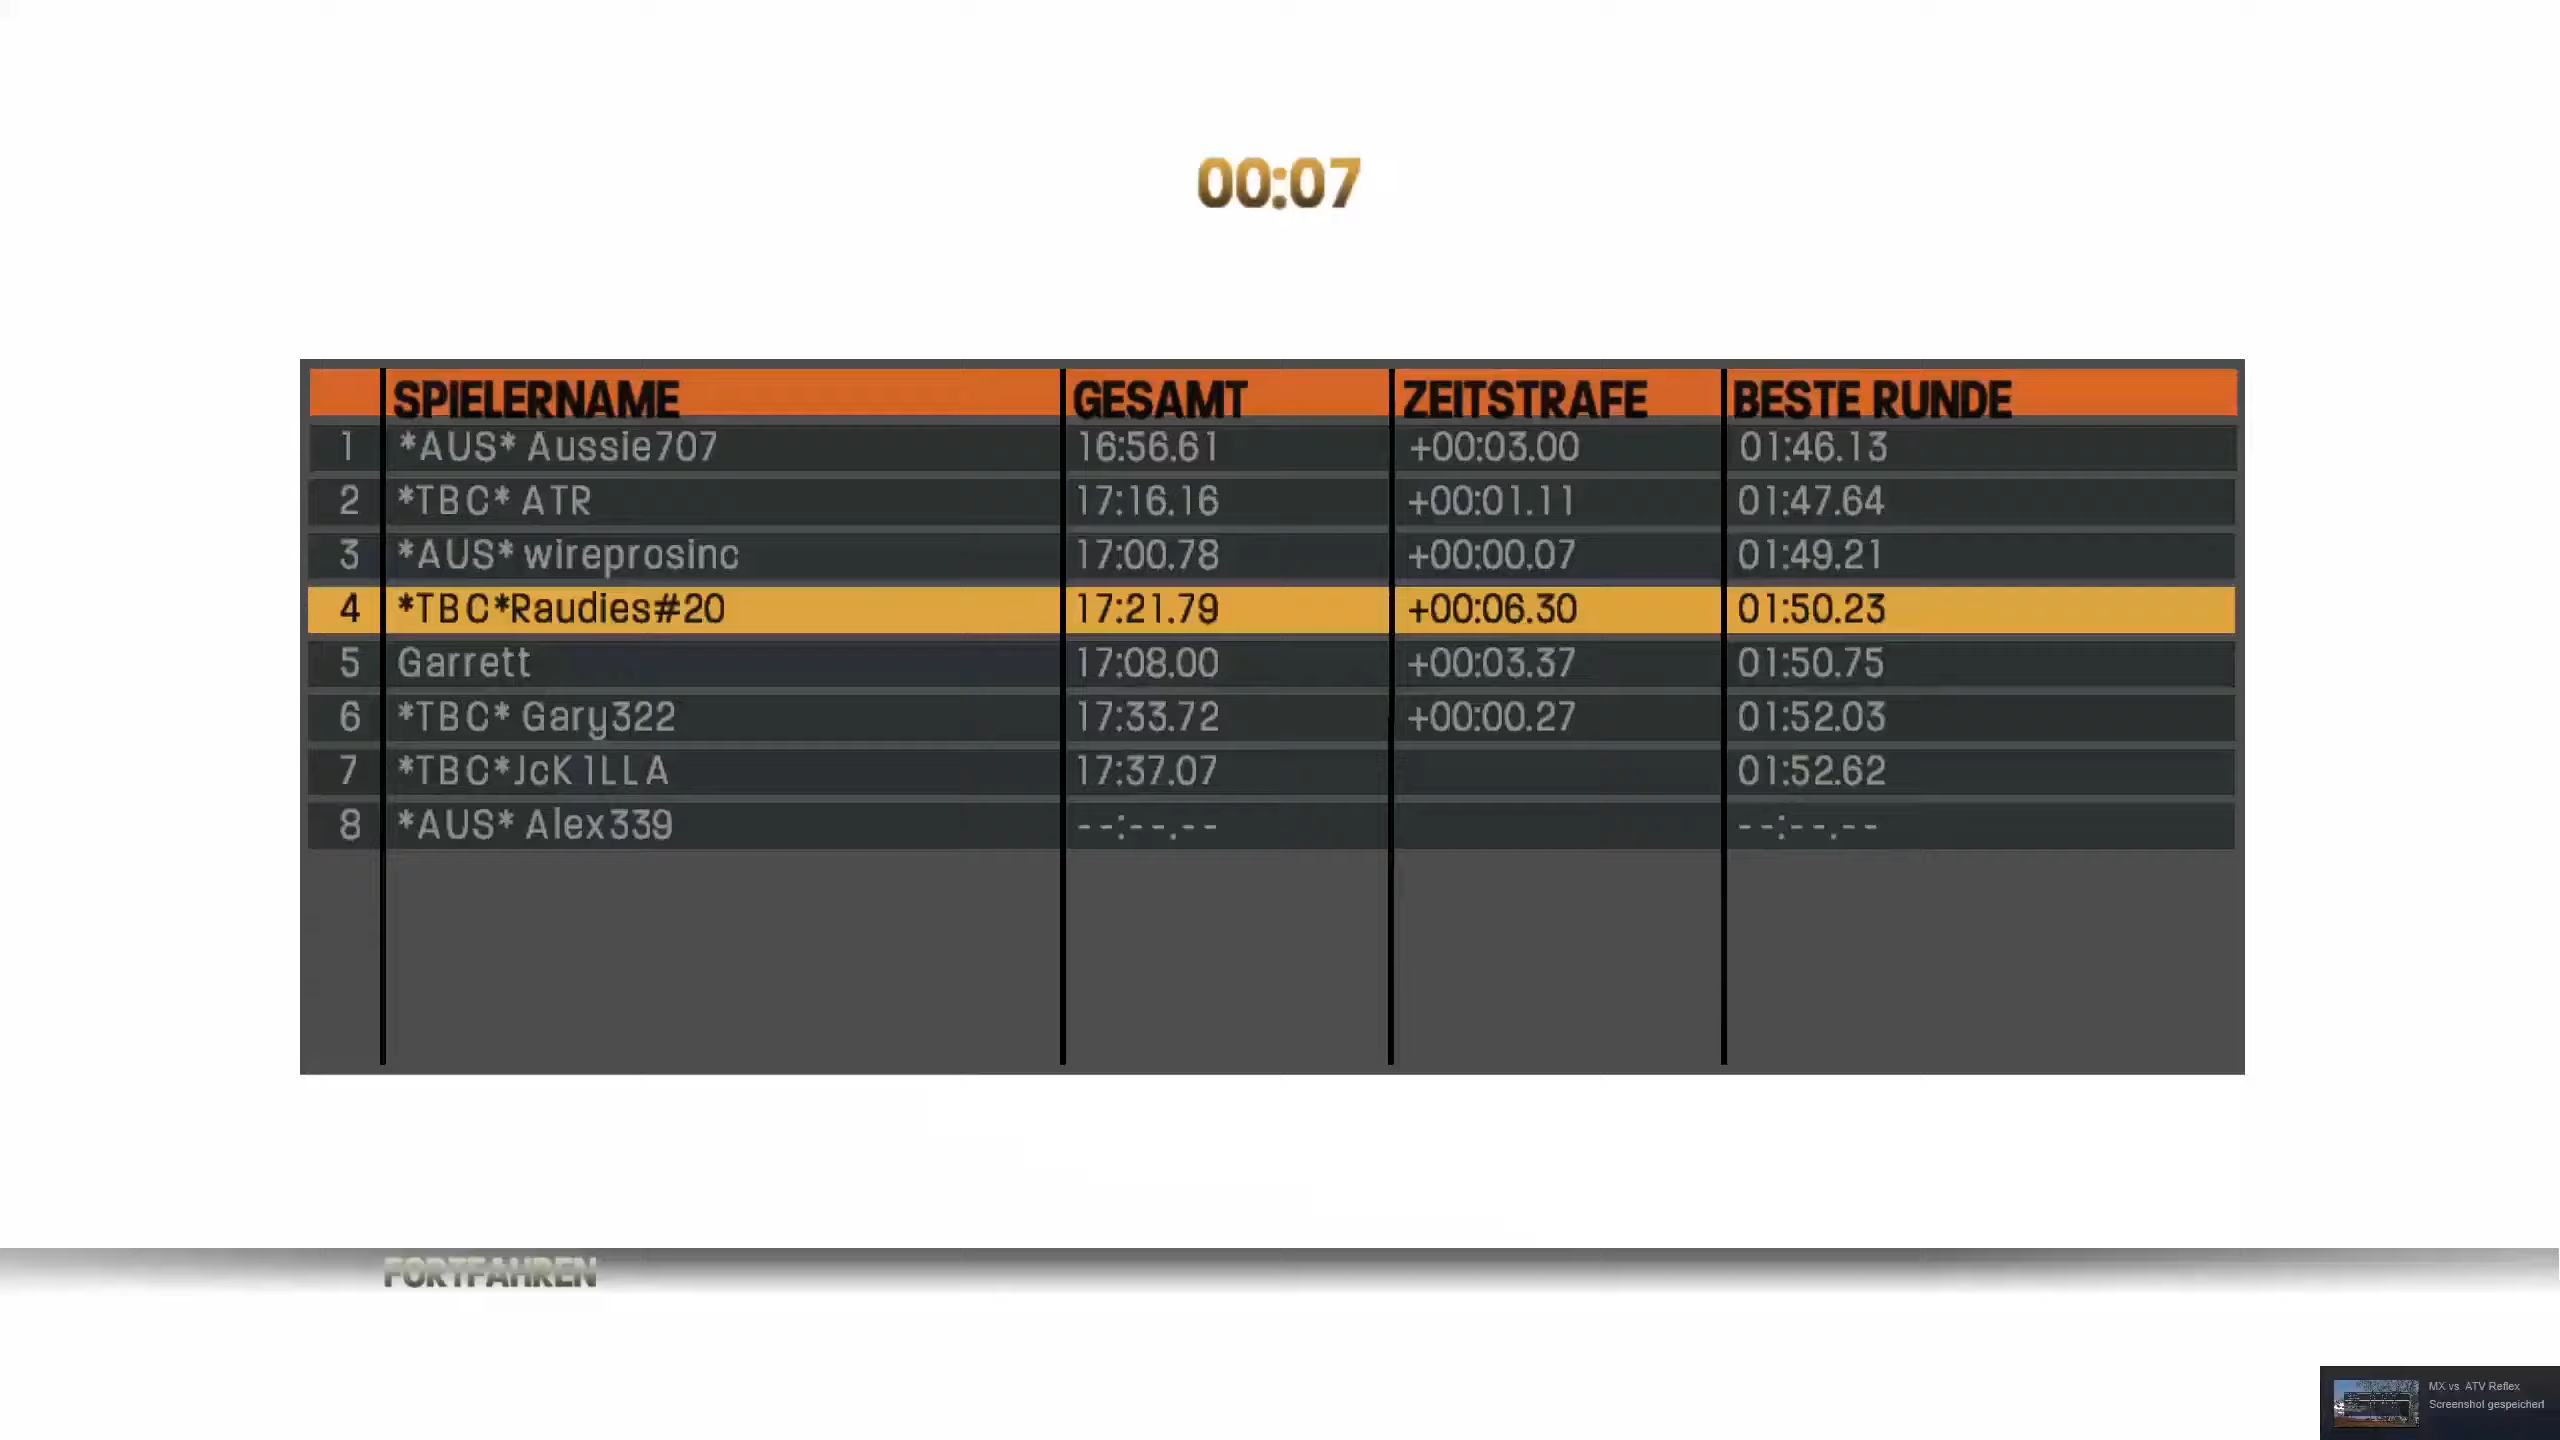 00:07
SPIELERNAME GESAMT ZEITSTRAFE BESTE RUNDE
1 *AUS* Aussie707 16:56.61 +00:03.00 01:46.13
2 *TBC* ATR 17:16.16 +00:01.11 01:47.64
3 *AUS* wireprosinc 17:00.78 +00:00.07 01:49.21
4 *TBC*Raudies#20 17:21.79 +00:06.30 01:50.23
5 Garrett 17:08.00 +00:03.37 01:50.75
6 *TBC* Gary322 17:33.72 +00:00.27 01:52.03
7 *TBC*JcK1LLA 17:37.07 01:52.62
8 *AUS* Alex339 --:--.-- --:--.--
FORTFAHREN
MX vs. ATV Reflex
Screenshot gespeichert